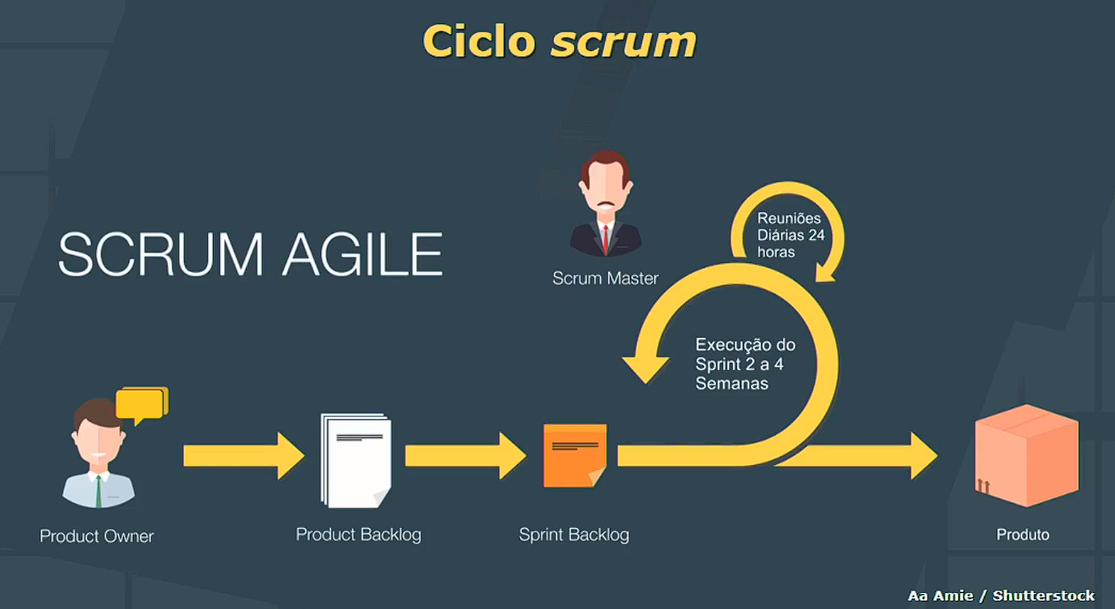 Ciclo scrum
SCRUM AGILE
Scrum Master
Reuniões
Diárias 24
horas
Execução do
Sprint 2 a 4
Semanas
Product Owner
Product Backlog
Sprint Backlog
Produto
Aa Amie / Shutterstock